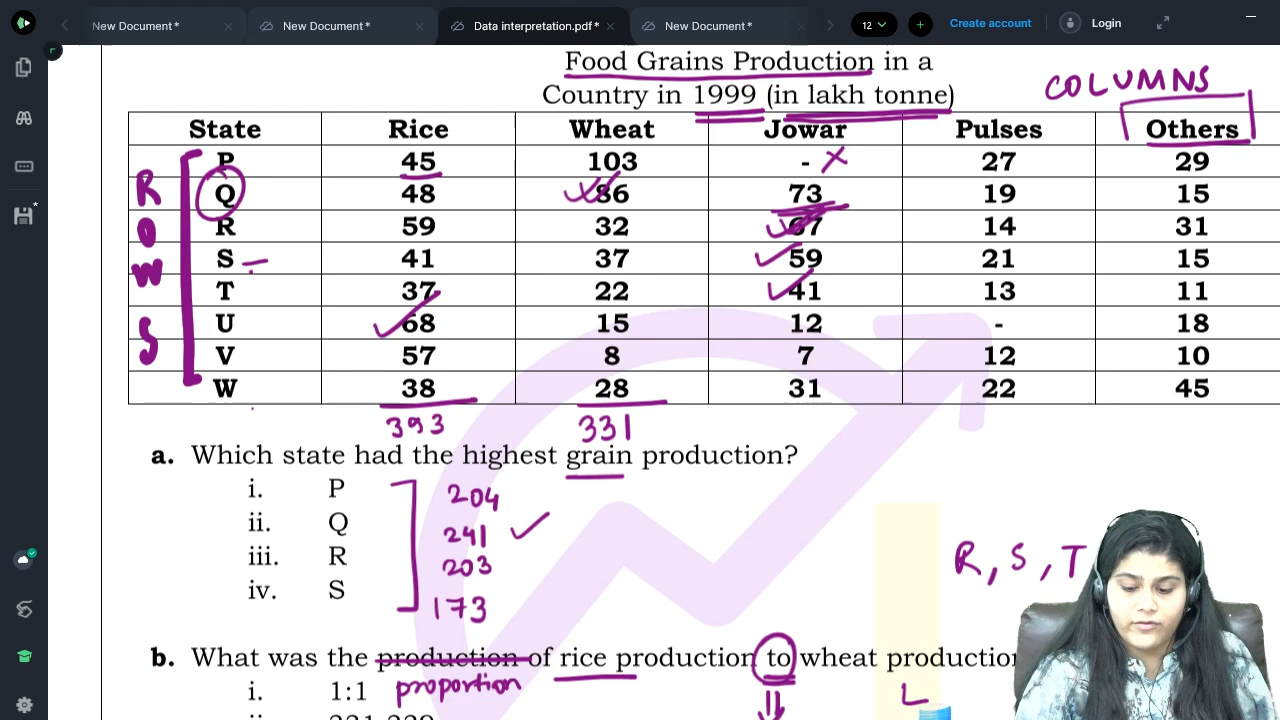 New Document *
New Document *
Data interpretation.pdf *
New Document *
12
Create account
Login
Food Grains Production in a
Country in 1999 (in lakh tonne)
COLUMNS
State Rice Wheat Jowar Pulses Others
P 45 103 - x 27 29
Q 48 86 73 19 15
R 59 32 67 14 31
S 41 37 59 21 15
T 37 22 41 13 11
U 68 15 12 - 18
V 57 8 7 12 10
W 38 28 31 22 45
ROWS
393 331
a. Which state had the highest grain production?
i. P 204
ii. Q 241
iii. R 203
iv. S 173
R, S, T
b. What was the production of rice production to wheat
i. 1:1 proportion